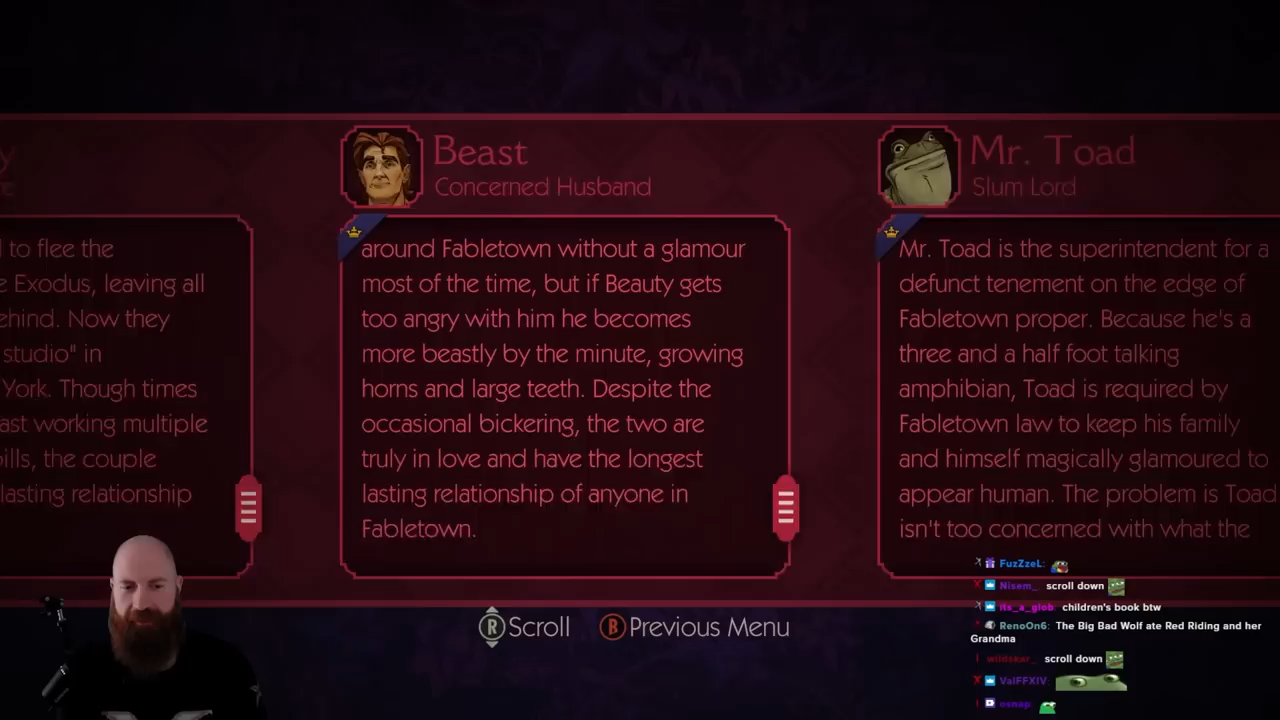 y
Beast
Concerned Husband
Mr. Toad
Slum Lord
to flee the
Exodus, leaving all
ehind. Now they
studio" in
York. Though times
ast working multiple
ills, the couple
lasting relationship
around Fabletown without a glamour
most of the time, but if Beauty gets
too angry with him he becomes
more beastly by the minute, growing
horns and large teeth. Despite the
occasional bickering, the two are
truly in love and have the longest
lasting relationship of anyone in
Fabletown.
Mr. Toad is the superintendent for a
defunct tenement on the edge of
Fabletown proper. Because he's a
three and a half foot talking
amphibian, Toad is required by
Fabletown law to keep his family
and himself magically glamoured to
appear human. The problem is Toad
isn't too concerned with what the
R Scroll B Previous Menu
FuzZzeL:
Nisem_: scroll down
its_a_glob: children's book btw
RenoOn6: The Big Bad Wolf ate Red Riding and her
Grandma
wildskar_: scroll down
ValFFXIV:
osnap: